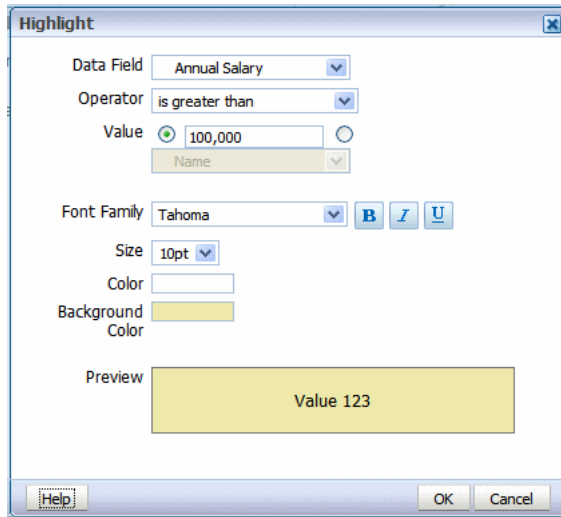 Highlight
Data Field Annual Salary
Operator is greater than
Value 100,000
Name
Font Family Tahoma B I U
Size 10pt
Color
Background
Color
Preview
Value 123
Help OK Cancel